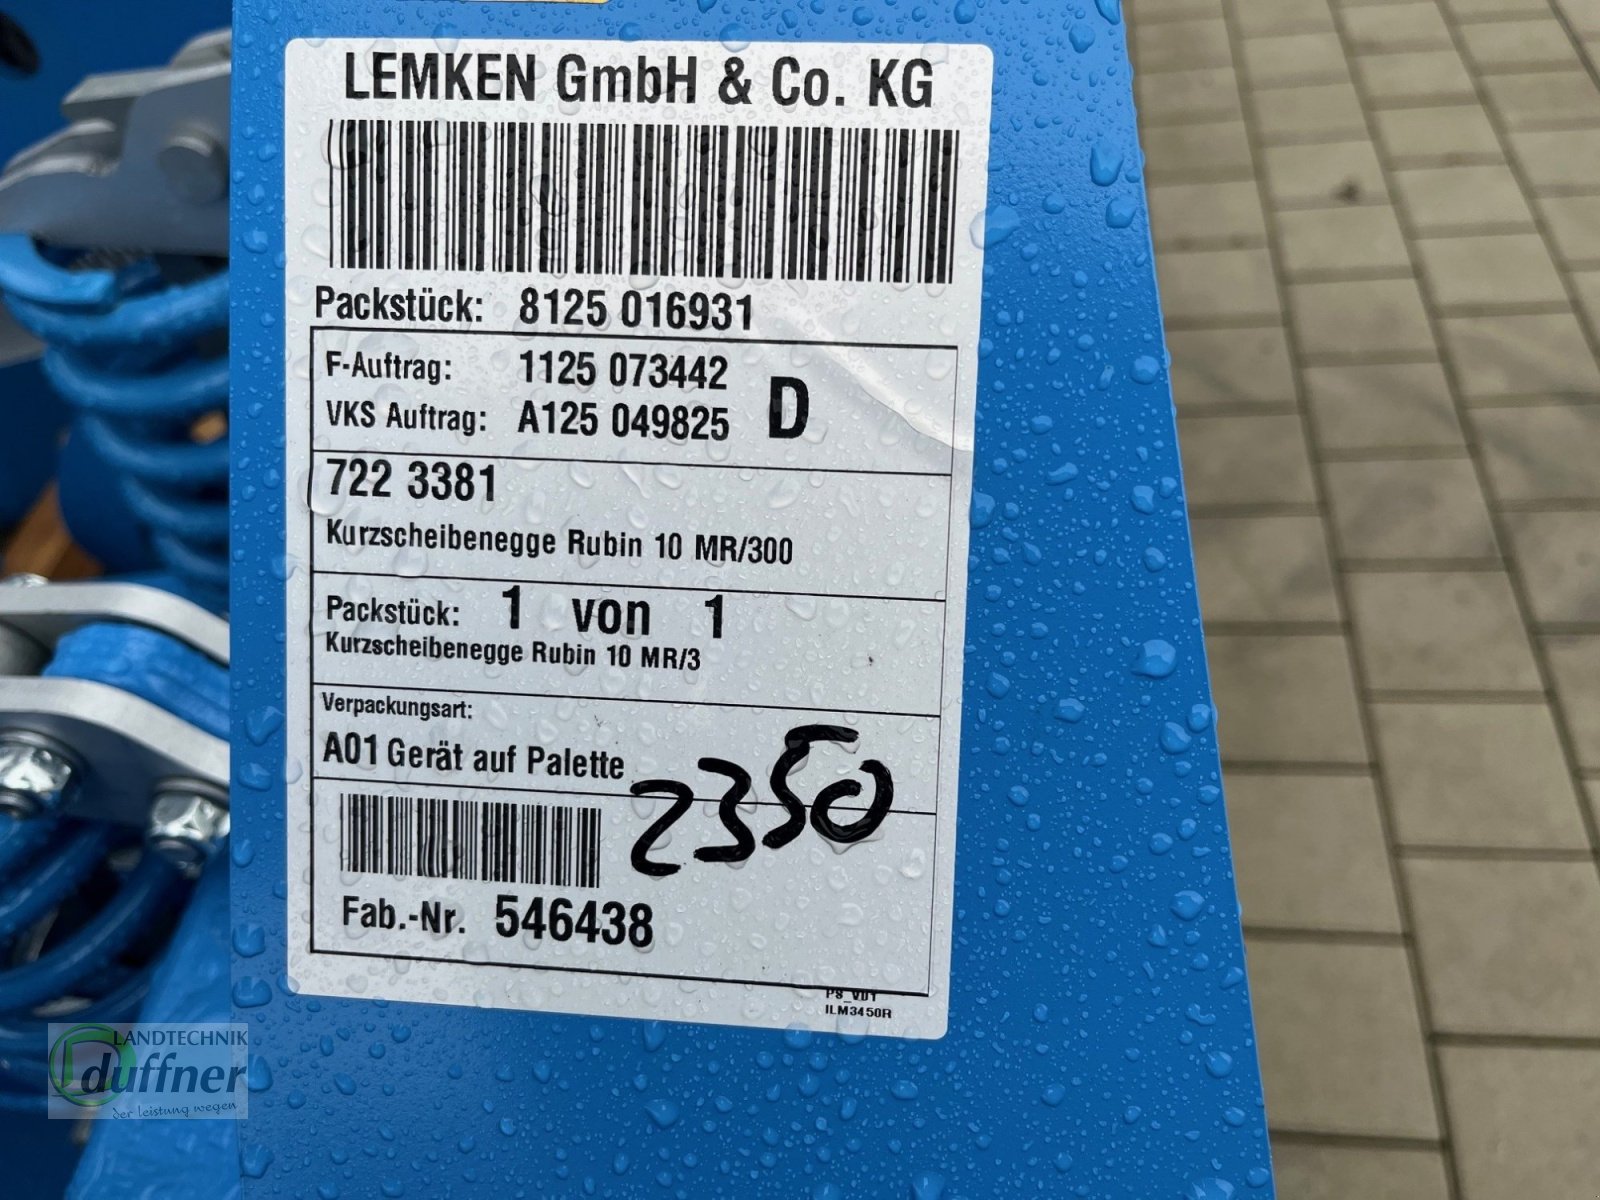 LEMKEN GmbH & Co. KG
Packstück: 8125 016931
F-Auftrag: 1125 073442
VKS Auftrag: A125 049825
D
722 3381
Kurzscheibenegge Rubin 10 MR/300
Packstück: 1 von 1
Kurzscheibenegge Rubin 10 MR/3
Verpackungsart:
A01 Gerät auf Palette
2350
Fab.-Nr. 546438
PS_VDT
ILM3450R
LANDTECHNIK
duffner
der leistung wegen